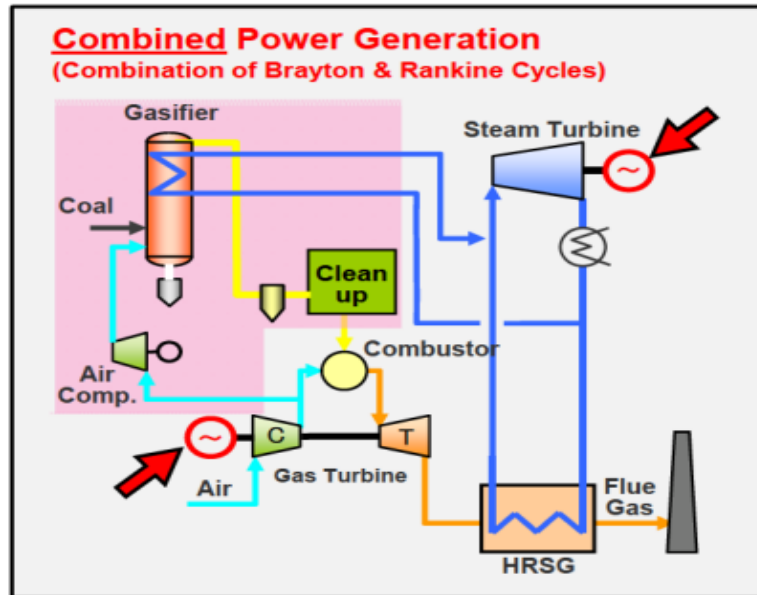 Combined Power Generation
(Combination of Brayton & Rankine Cycles)
Gasifier
Steam Turbine
~
Coal
Clean
up
Combustor
Air
Comp.
~
C
T
Gas Turbine
Air
Flue
Gas
HRSG